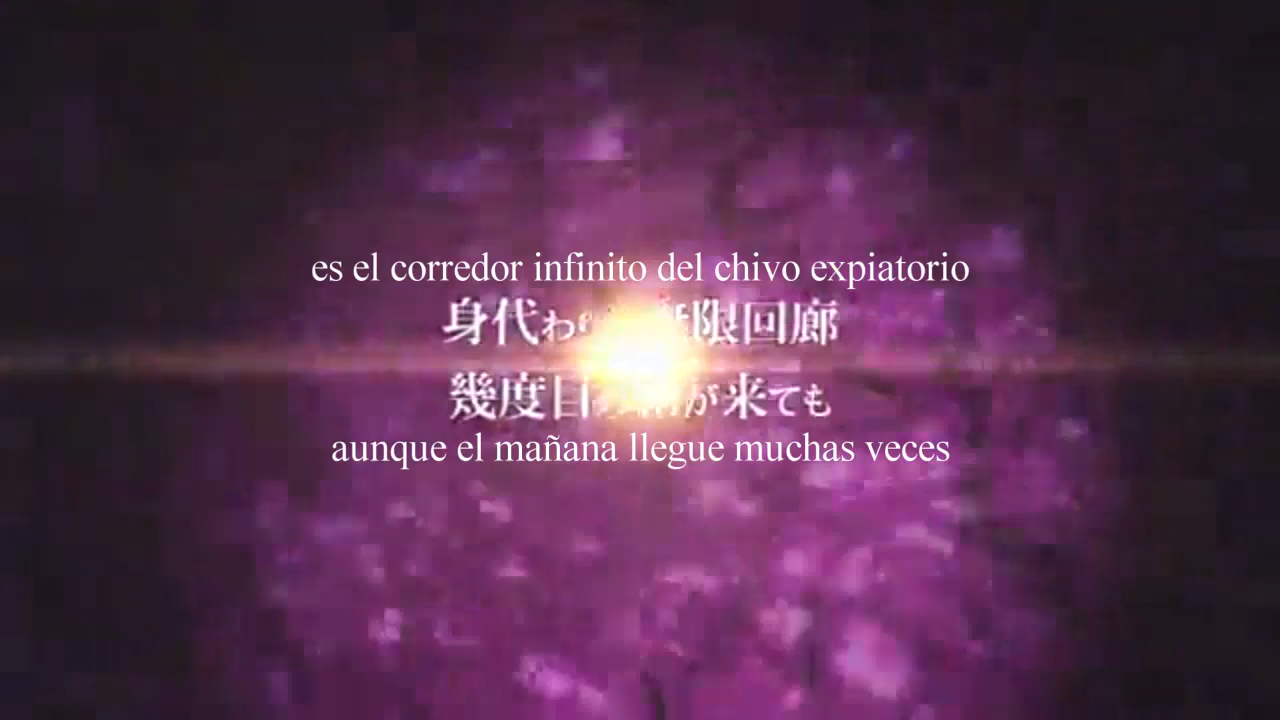 es el corredor infinito del chivo expiatorio
身代わ 限回廊
幾度目 が来ても
aunque el mañana llegue muchas veces